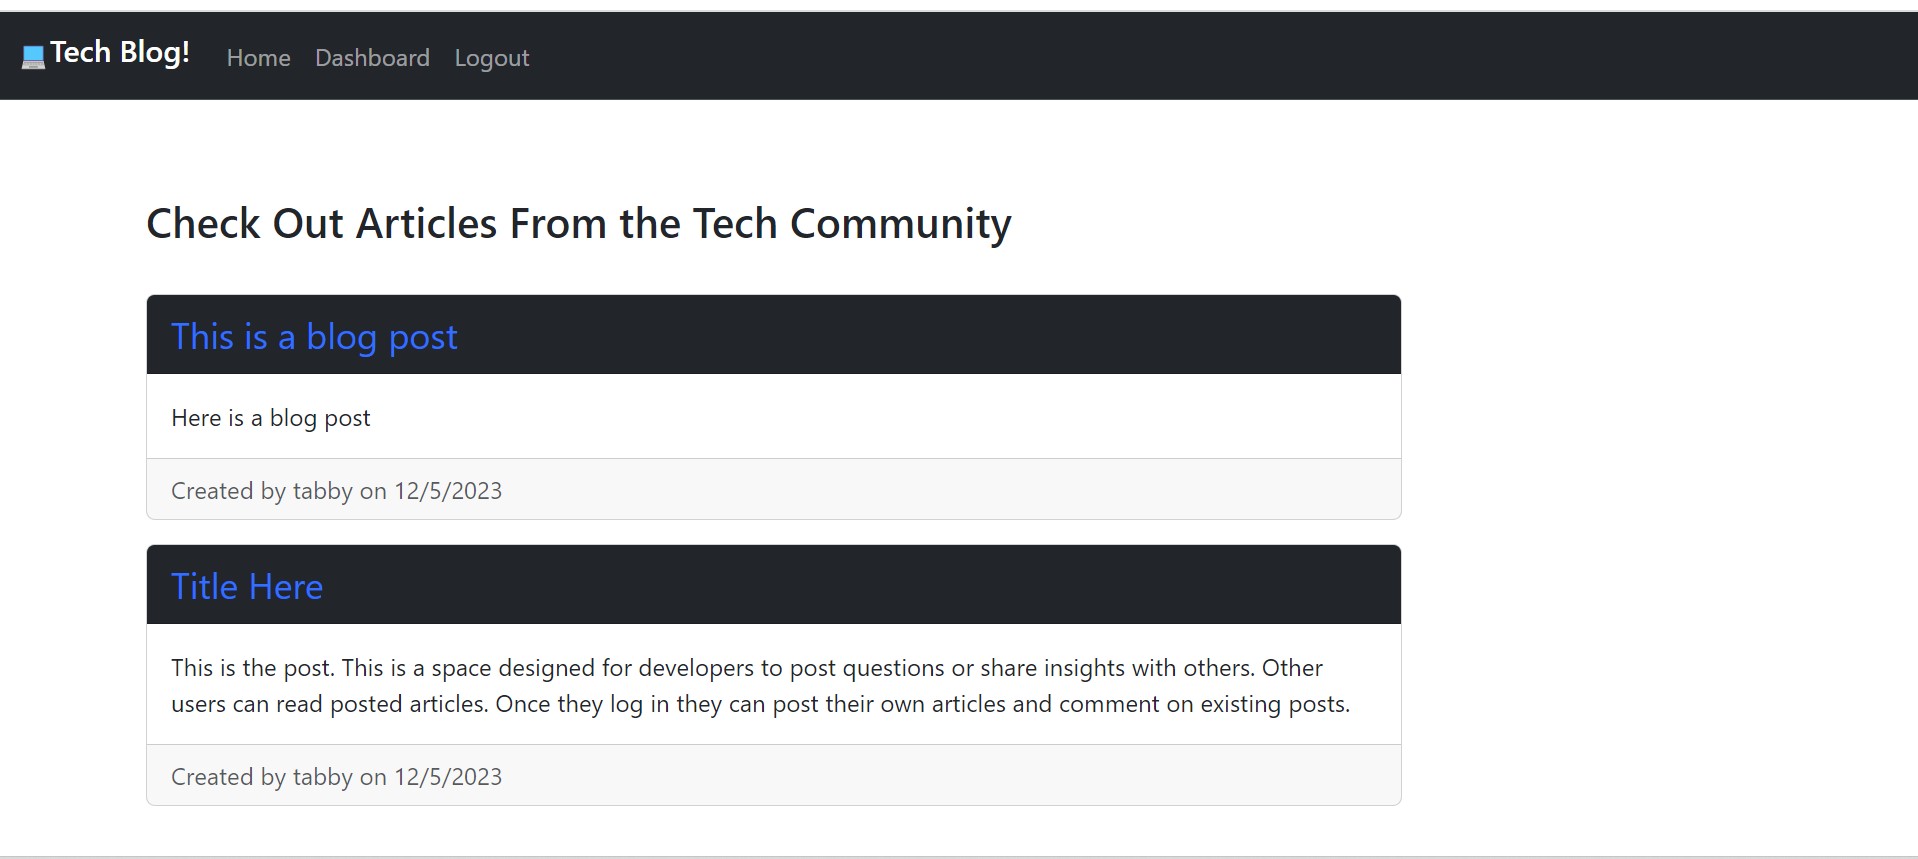 Tech Blog! Home Dashboard Logout
Check Out Articles From the Tech Community
This is a blog post
Here is a blog post
Created by tabby on 12/5/2023
Title Here
This is the post. This is a space designed for developers to post questions or share insights with others. Other
users can read posted articles. Once they log in they can post their own articles and comment on existing posts.
Created by tabby on 12/5/2023